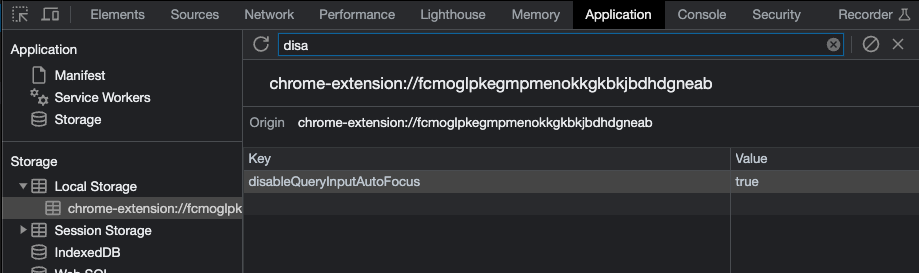 Elements Sources Network Performance Lighthouse Memory Application Console Security Recorder
Application
disa
Manifest
chrome-extension://fcmoglpkegmpmenokkgkbkjbdhdgneab
Service Workers
Storage
Origin chrome-extension://fcmoglpkegmpmenokkgkbkjbdhdgneab
Storage
Key Value
Local Storage
disableQueryInputAutoFocus true
chrome-extension://fcmoglpk
Session Storage
IndexedDB
Web SQL